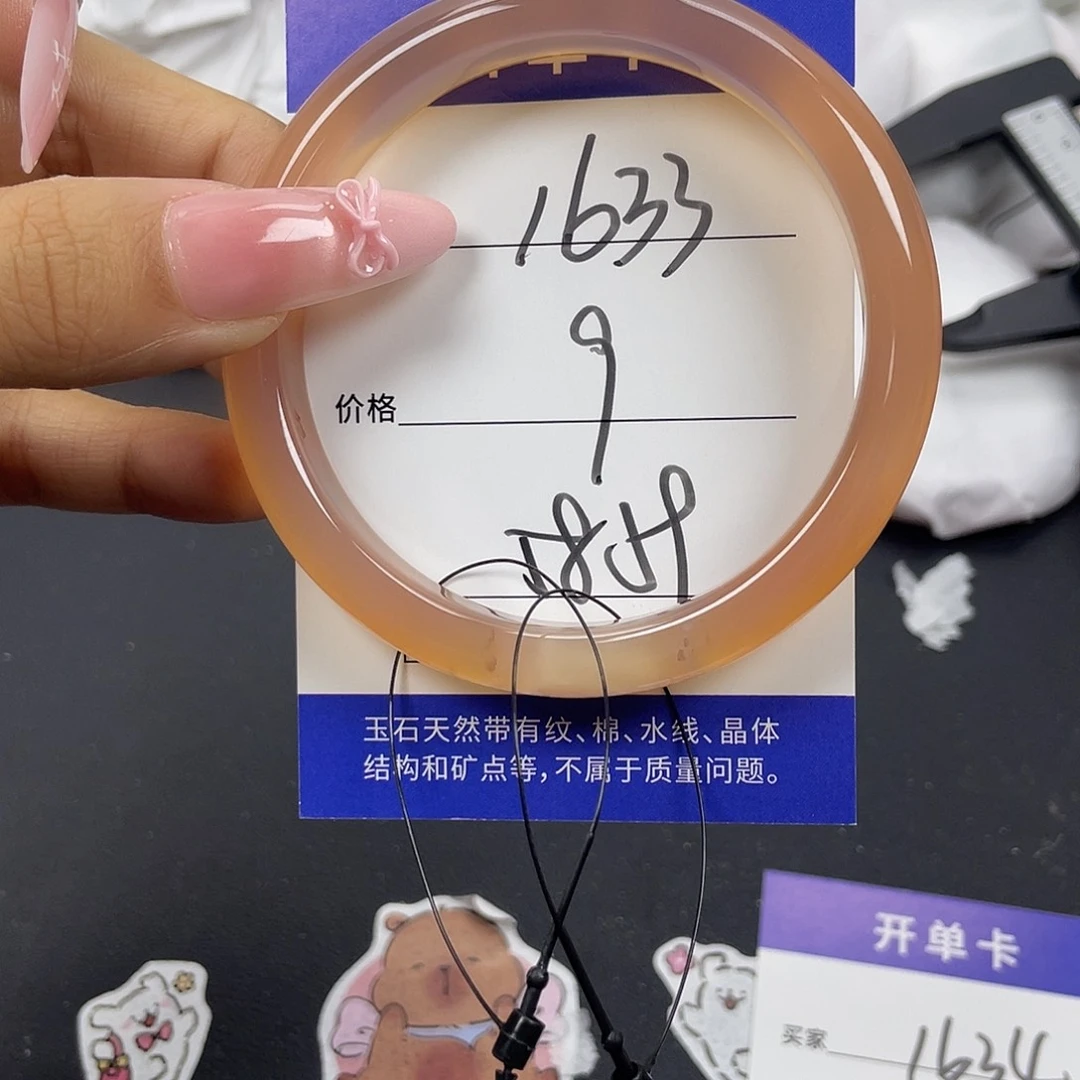 1633
9
价格
玉石天然带有纹、棉、水线、晶体
结构和矿点等，不属于质量问题。
开单卡
买家 1634